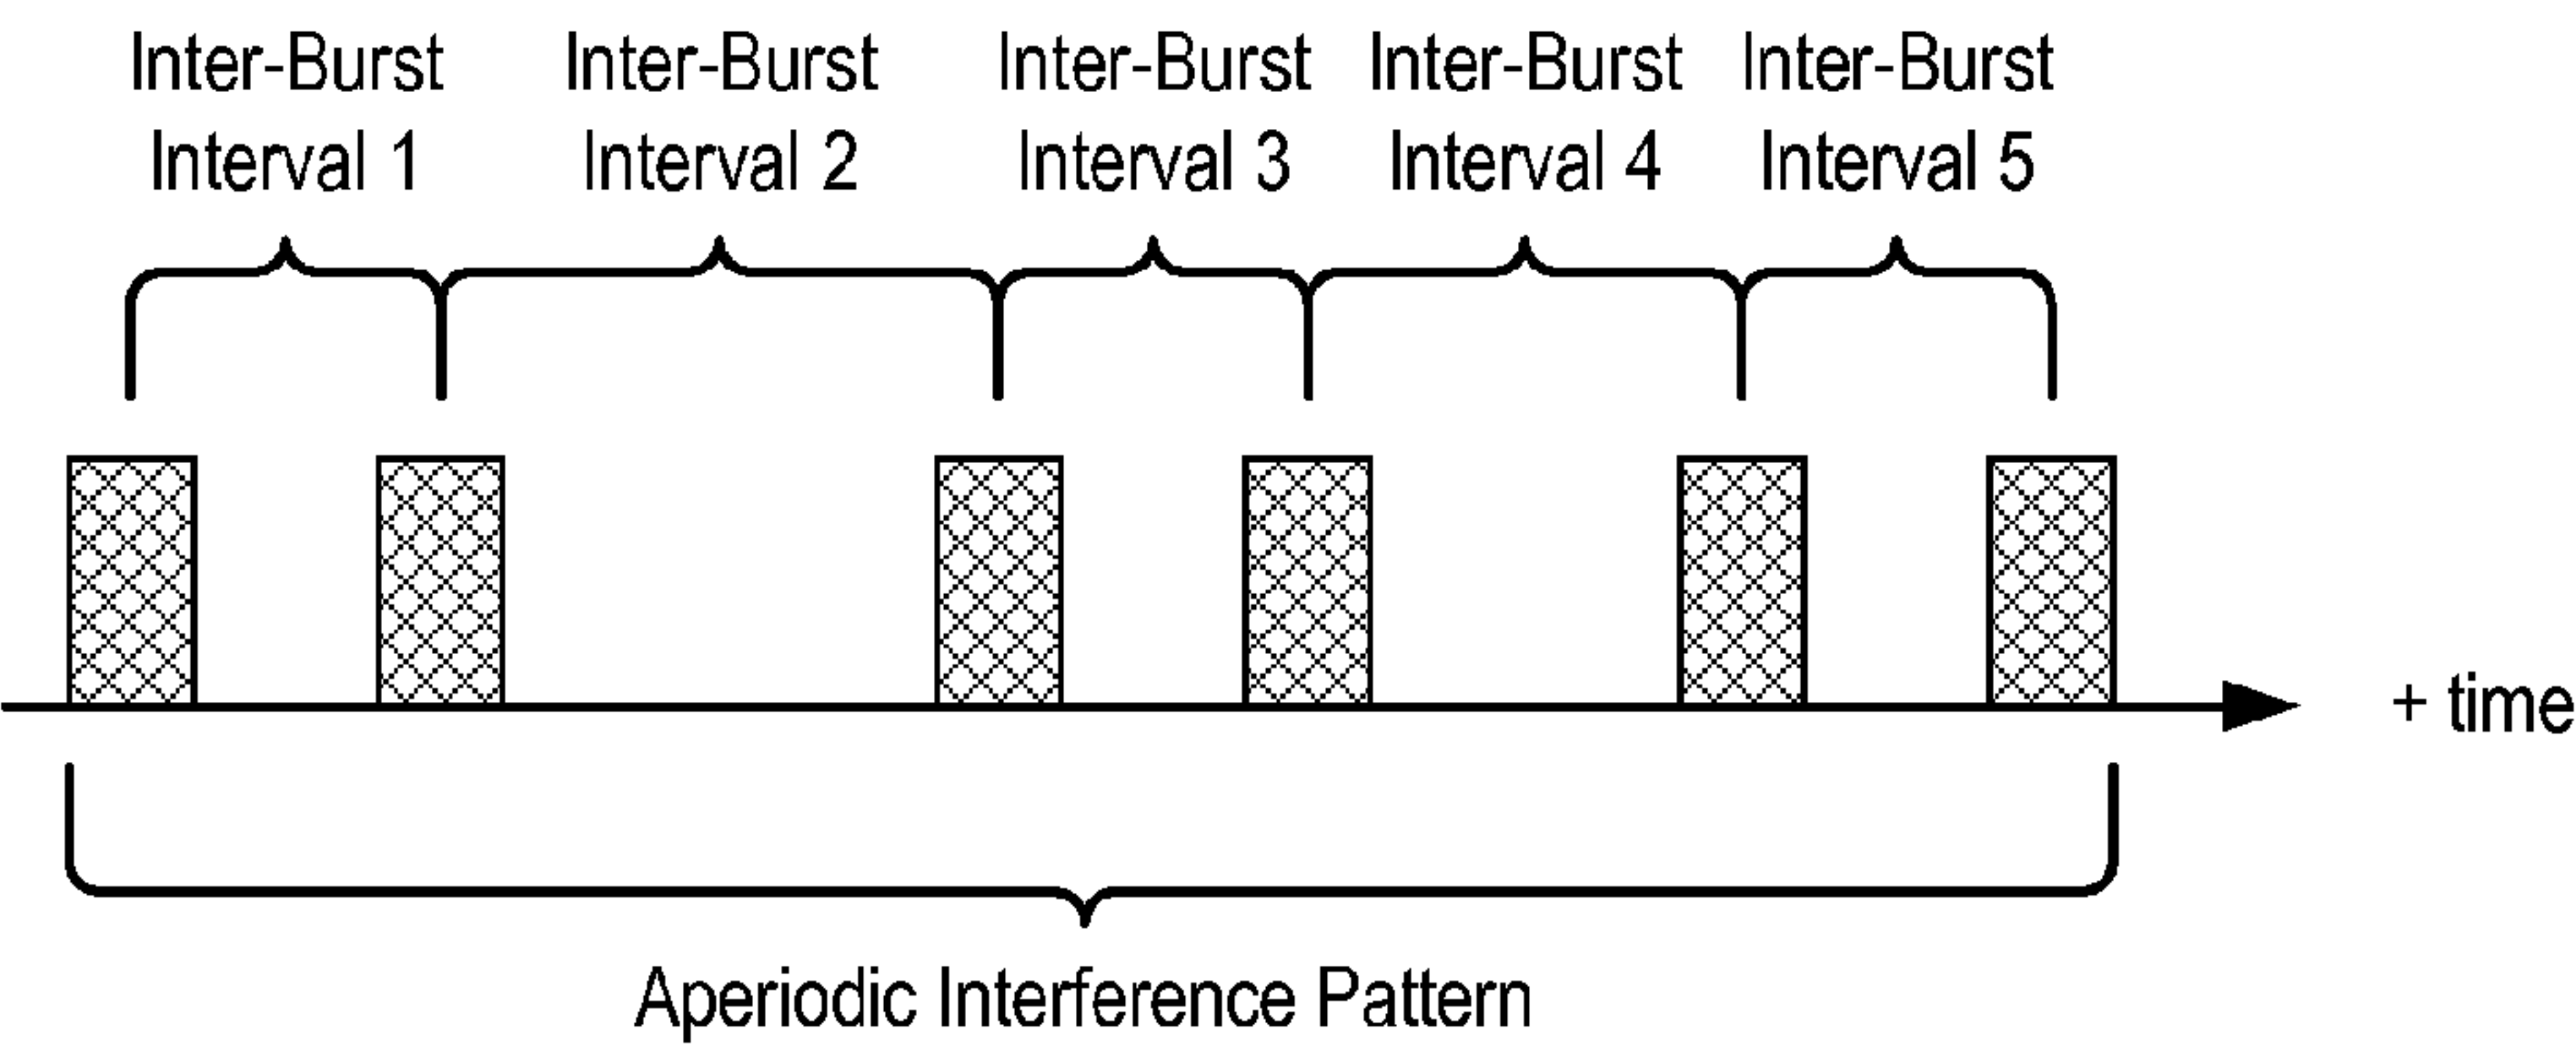 Inter-Burst
Interval 1
Inter-Burst
Interval 2
Inter-Burst
Interval 3
Inter-Burst
Interval 4
Inter-Burst
Interval 5
+ time
Aperiodic Interference Pattern